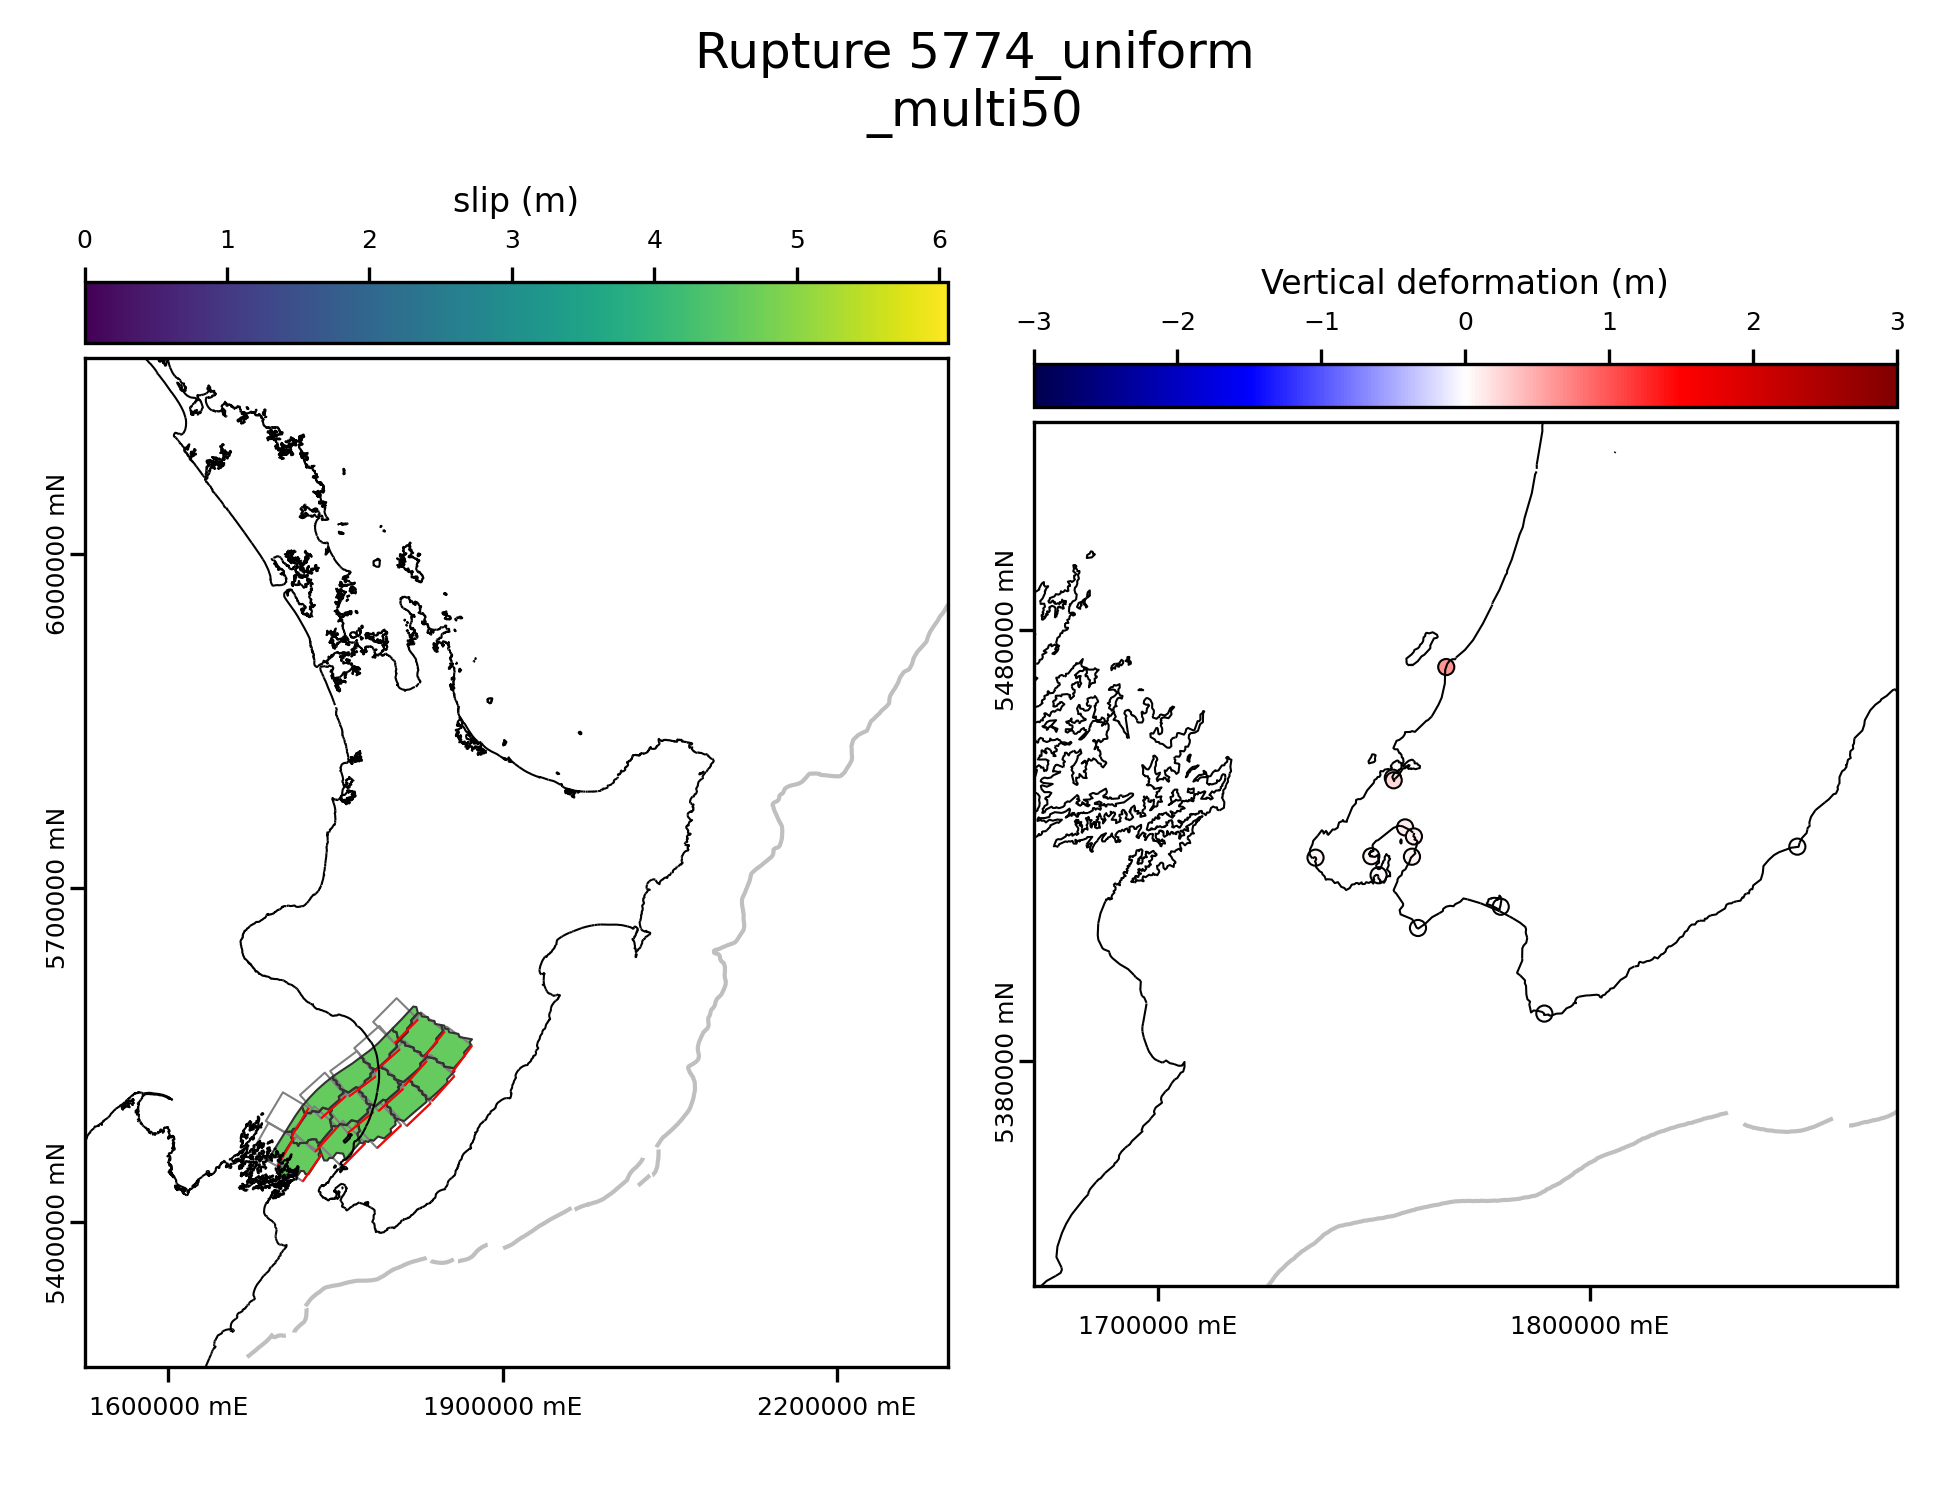 Rupture 5774_uniform
_multi50
slip (m)
0 1 2 3 4 5 6
Vertical deformation (m)
−3 −2 −1 0 1 2 3
6000000 mN
5700000 mN
5400000 mN
1600000 mE 1900000 mE 2200000 mE
5480000 mN
5380000 mN
1700000 mE 1800000 mE